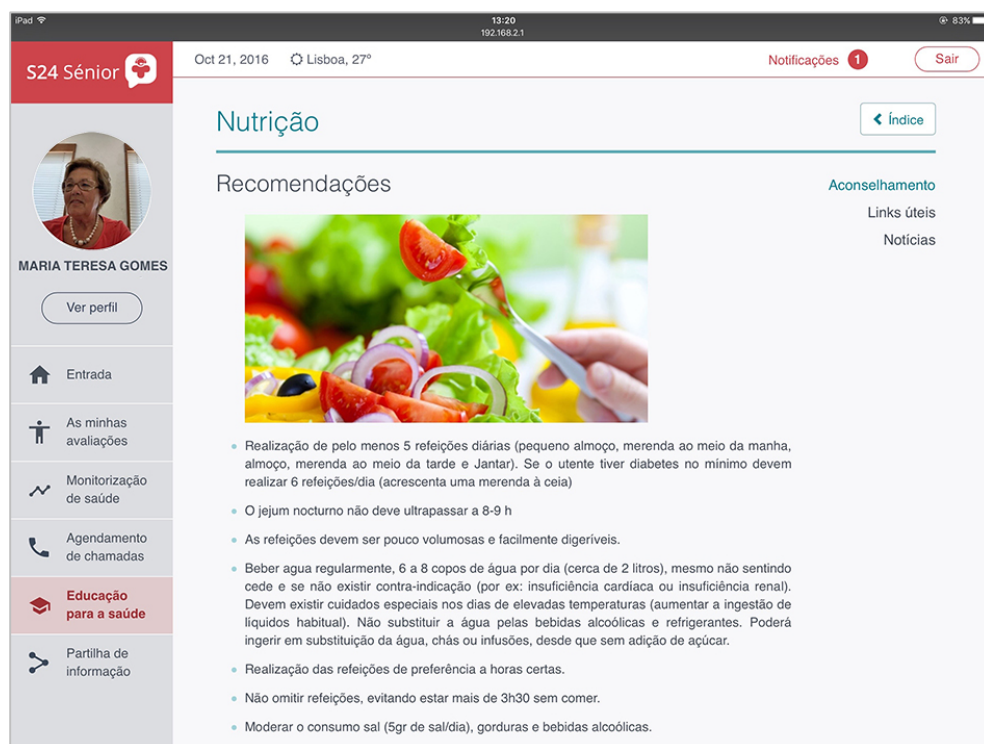 iPad
13:20
83%
192.168.2.1
S24 Sénior
Oct 21, 2016
Lisboa, 27º
Notificações 1
Sair
Nutrição
Índice
Recomendações
Aconselhamento
Links úteis
Notícias
MARIA TERESA GOMES
Ver perfil
Entrada
As minhas
avaliações
Monitorização
de saúde
Agendamento
de chamadas
Educação
para a saúde
Partilha de
informação
Realização de pelo menos 5 refeições diárias (pequeno almoço, merenda ao meio da manha,
almoço, merenda ao meio da tarde e Jantar). Se o utente tiver diabetes no mínimo devem
realizar 6 refeições/dia (acrescenta uma merenda à ceia)
O jejum nocturno não deve ultrapassar a 8-9 h
As refeições devem ser pouco volumosas e facilmente digeríveis.
Beber agua regularmente, 6 a 8 copos de água por dia (cerca de 2 litros), mesmo não sentindo
cede e se não existir contra-indicação (por ex: insuficiência cardíaca ou insuficiência renal).
Devem existir cuidados especiais nos dias de elevadas temperaturas (aumentar a ingestão de
líquidos habitual). Não substituir a água pelas bebidas alcoólicas e refrigerantes. Poderá
ingerir em substituição da água, chás ou infusões, desde que sem adição de açúcar.
Realização das refeições de preferência a horas certas.
Não omitir refeições, evitando estar mais de 3h30 sem comer.
Moderar o consumo sal (5gr de sal/dia), gorduras e bebidas alcoólicas.